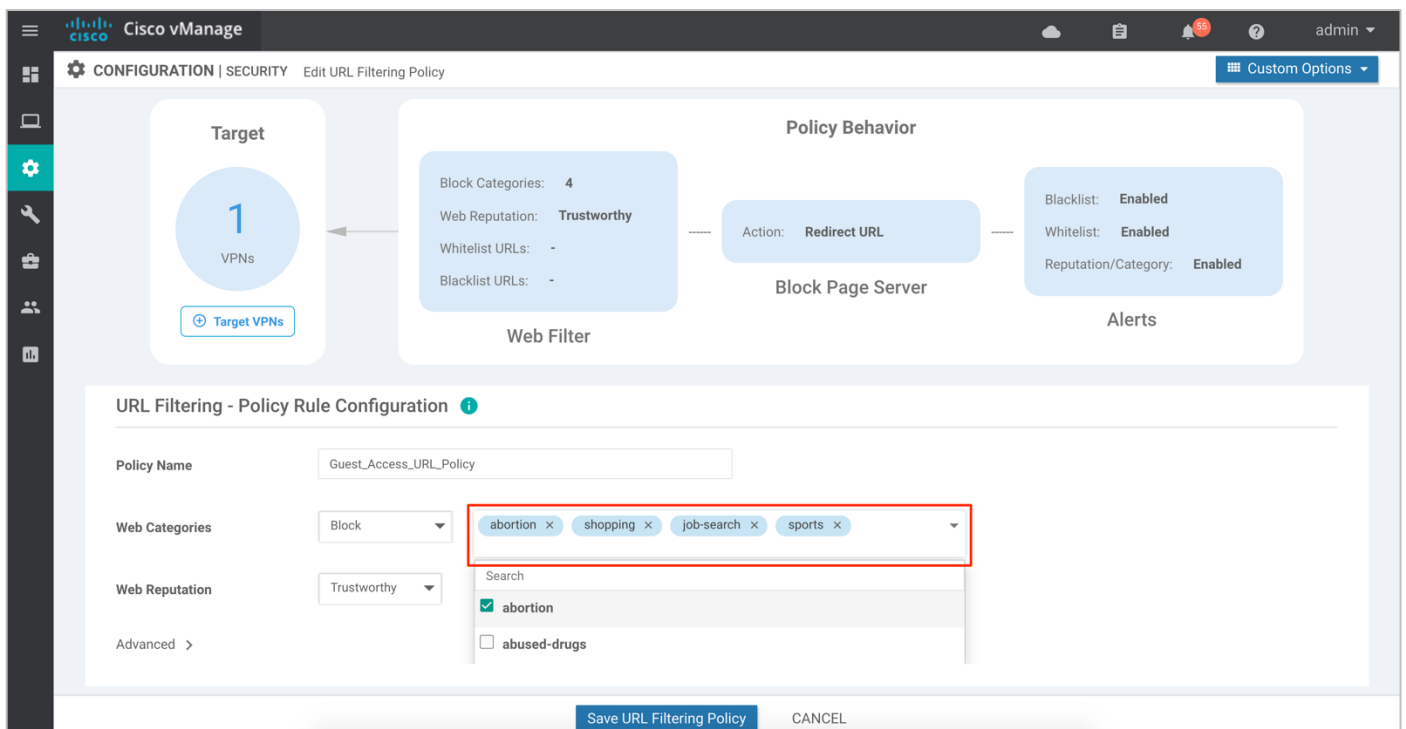 cisco Cisco vManage 55 admin
CONFIGURATION | SECURITY Edit URL Filtering Policy Custom Options
Target
1
VPNs
Target VPNs
Policy Behavior
Block Categories: 4
Web Reputation: Trustworthy
Whitelist URLs: -
Blacklist URLs: -
Web Filter
Action: Redirect URL
Block Page Server
Blacklist: Enabled
Whitelist: Enabled
Reputation/Category: Enabled
Alerts
URL Filtering - Policy Rule Configuration
Policy Name Guest_Access_URL_Policy
Web Categories Block abortion × shopping × job-search × sports ×
Search
Web Reputation Trustworthy
abortion
abused-drugs
Advanced >
Save URL Filtering Policy CANCEL